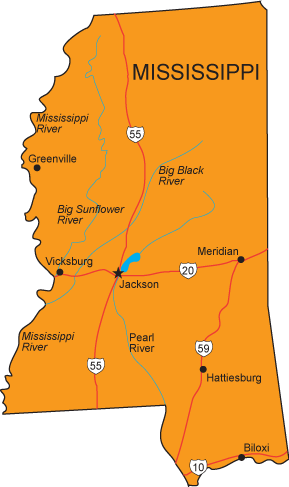 MISSISSIPPI
Mississippi
River
55
Greenville
Big Black
River
Big Sunflower
River
Vicksburg
Meridian
20
Jackson
Mississippi
River
Pearl
River
59
55
Hattiesburg
Biloxi
10